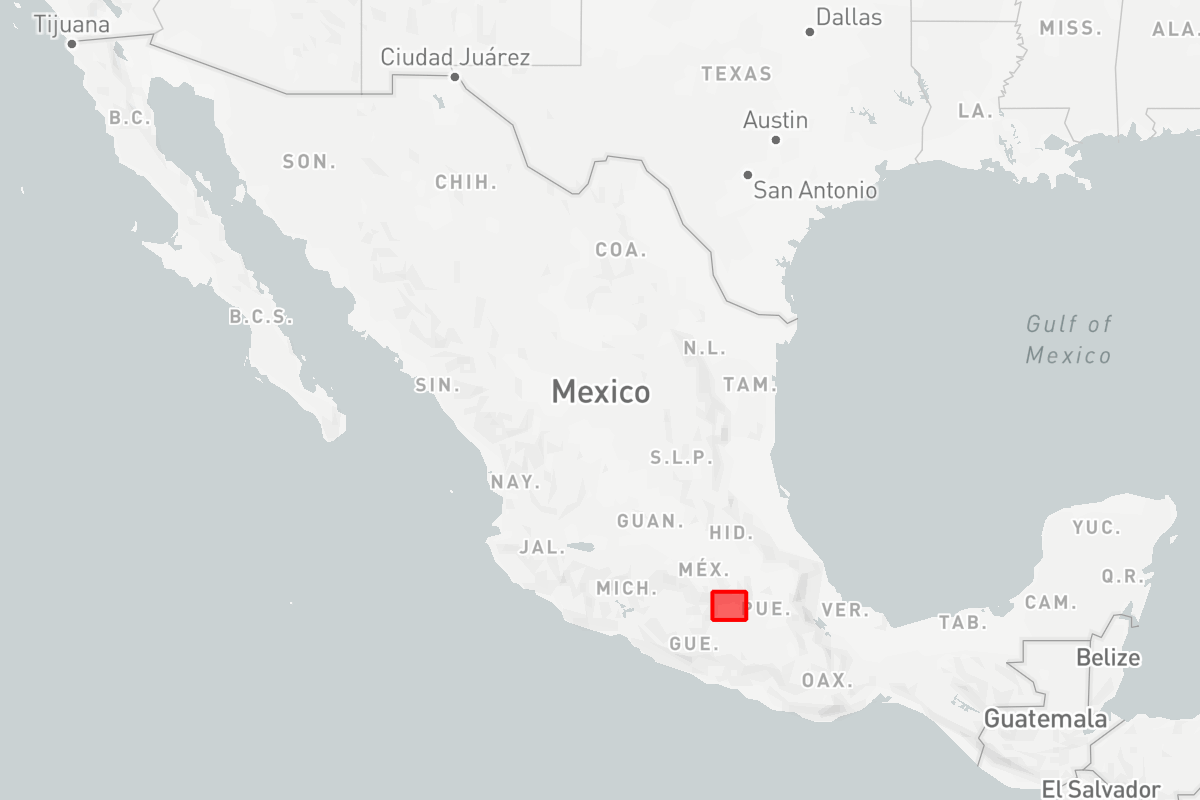 Tijuana
Dallas
MISS.
ALA.
Ciudad Juárez
TEXAS
B.C.
LA.
Austin
SON.
CHIH.
San Antonio
COA.
B.C.S.
Gulf of
Mexico
N.L.
SIN.
Mexico
TAM.
S.L.P.
NAY.
GUAN.
HID.
YUC.
JAL.
MÉX.
Q.R.
MICH.
PUE.
VER.
CAM.
TAB.
GUE.
Belize
OAX.
Guatemala
El Salvador